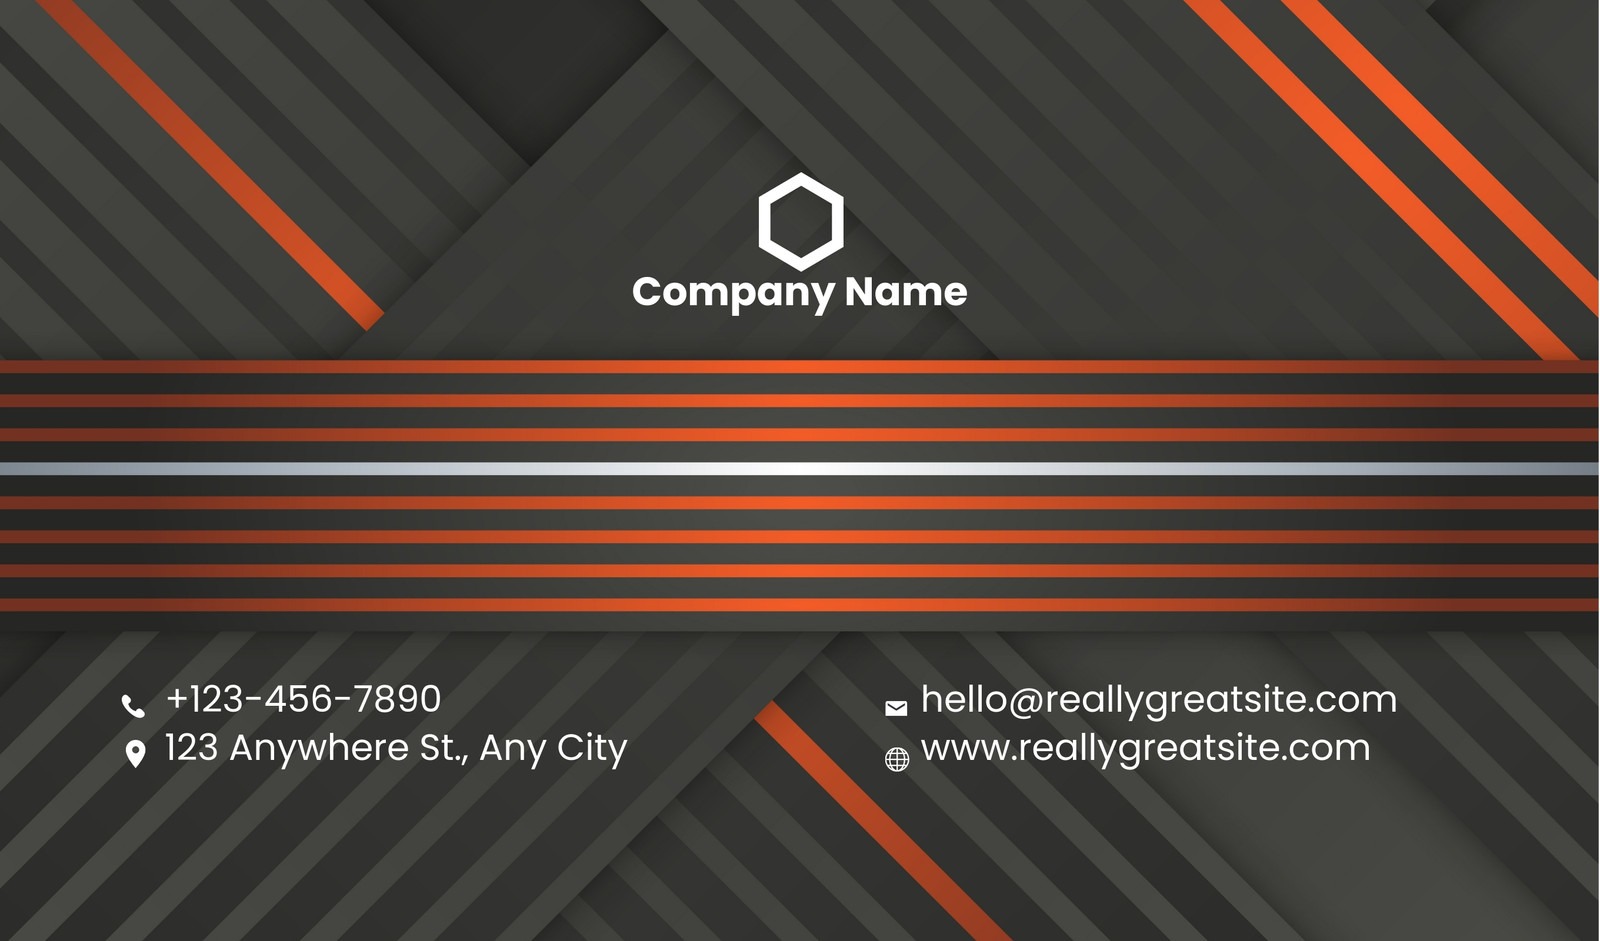 Company Name
+123-456-7890
123 Anywhere St., Any City
hello@reallygreatsite.com
www.reallygreatsite.com